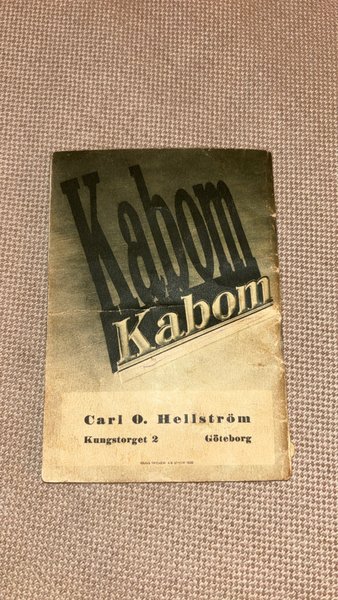 Kabom
Kabom
Carl O. Hellström
Kungstorget 2 Göteborg